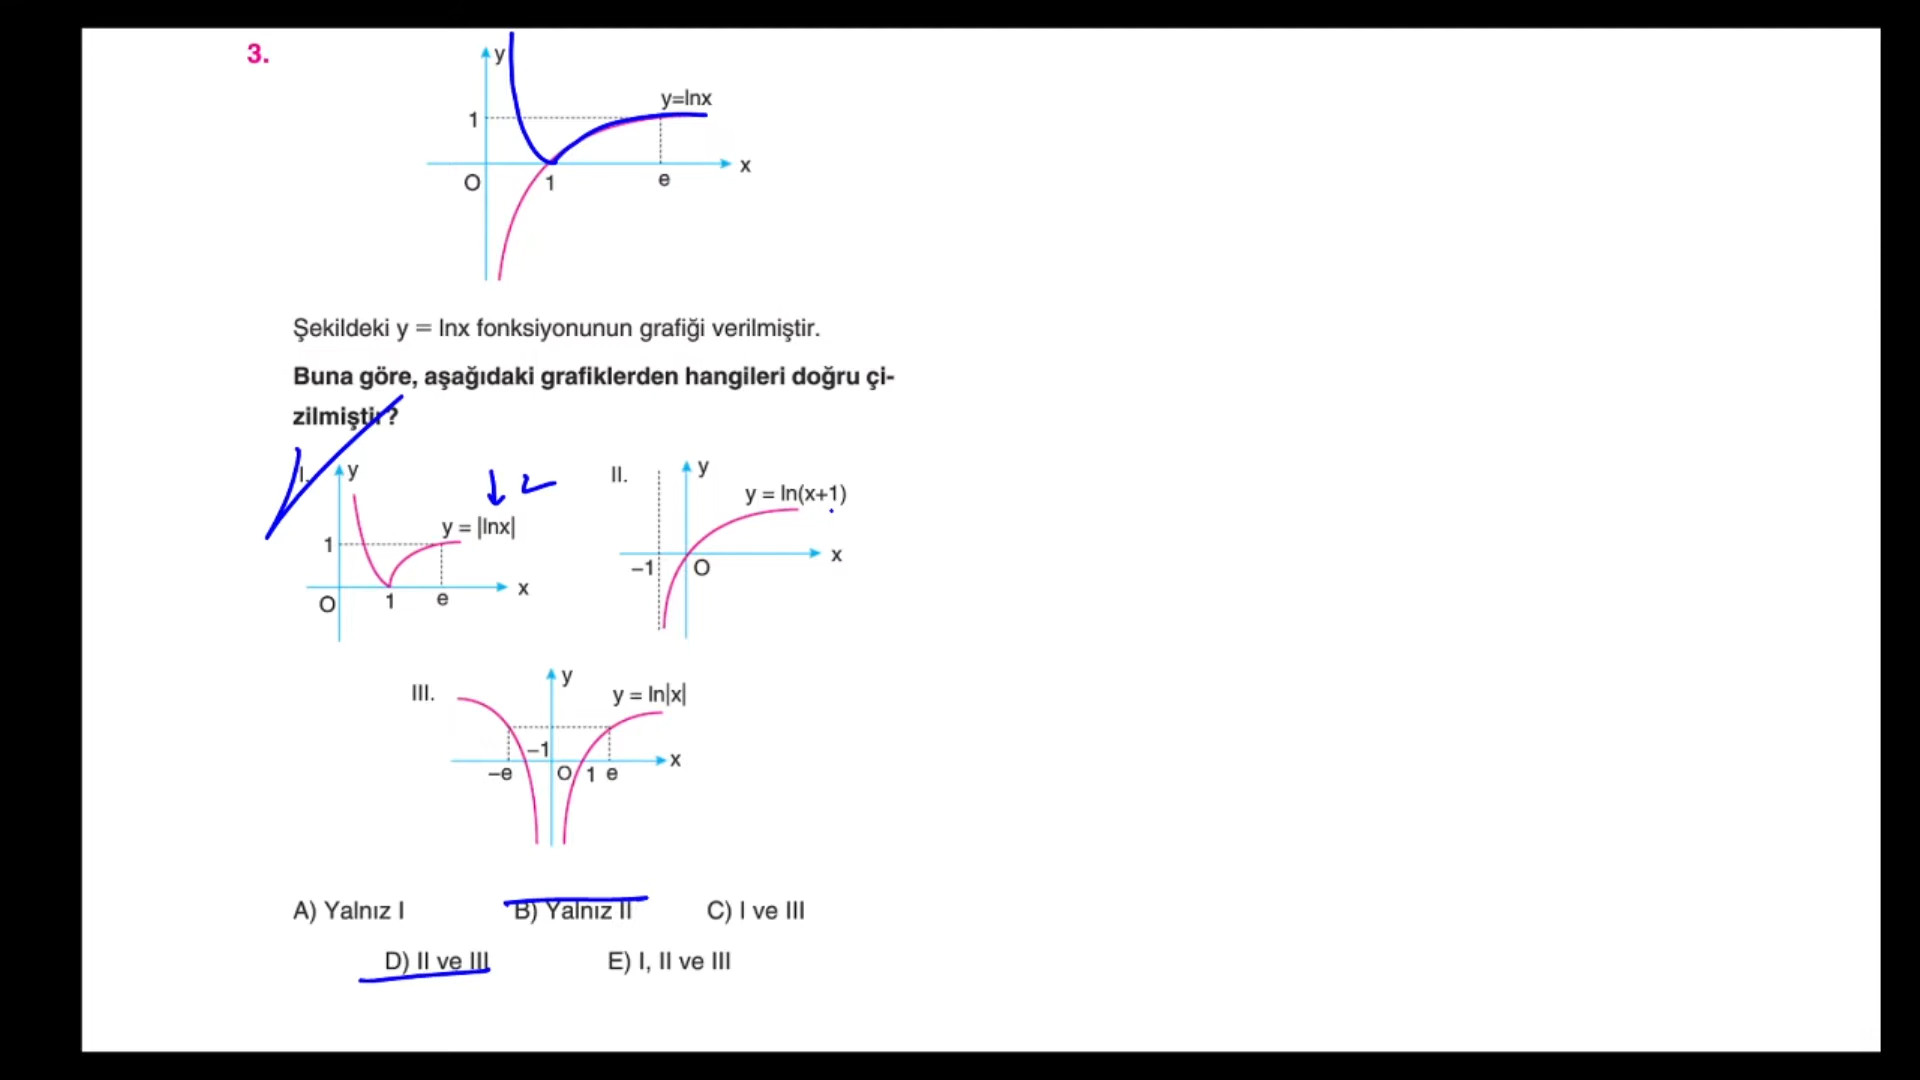 3.
y
y=lnx
1
x
O
1
e
Şekildeki y = lnx fonksiyonunun grafiği verilmiştir.
Buna göre, aşağıdaki grafiklerden hangileri doğru çi-
zilmiştir?
I.
y
y = |lnx|
1
x
O
1
e
II.
y
y = ln(x+1)
x
−1
O
III.
y
y = ln|x|
−1
x
−e
O
1
e
A) Yalnız I
B) Yalnız II
C) I ve III
D) II ve III
E) I, II ve III